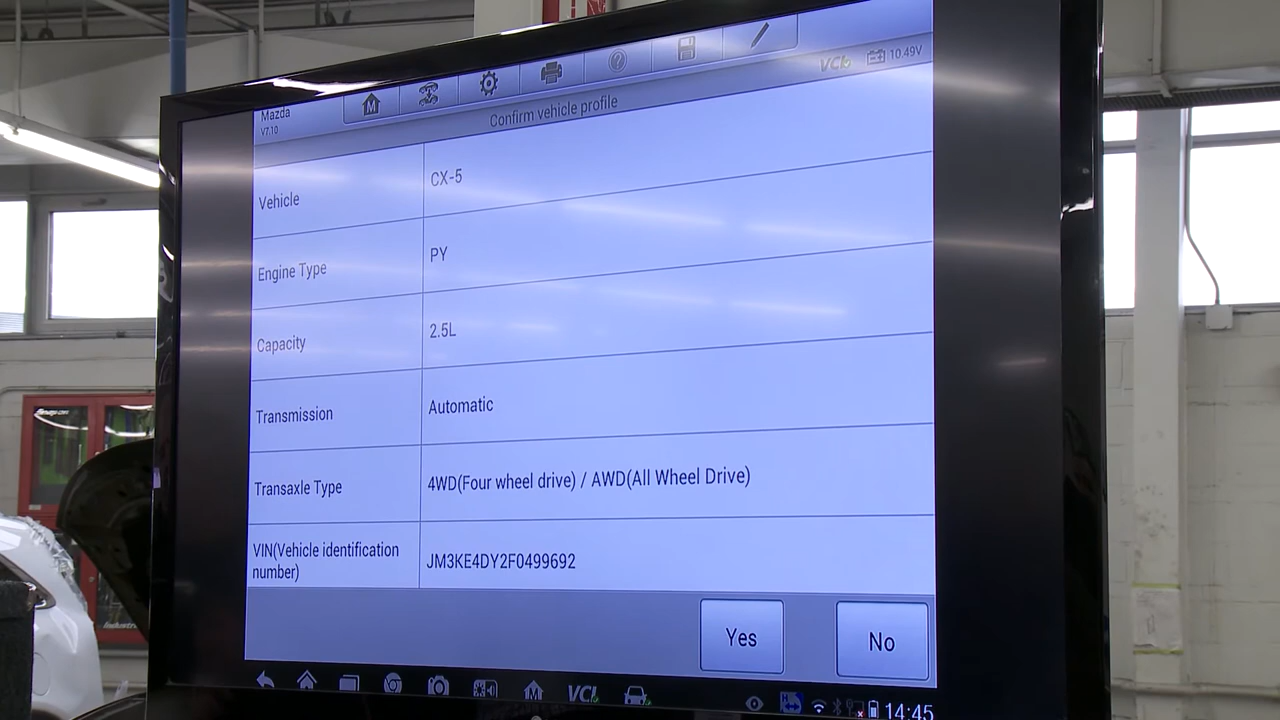 Mazda
V7.10
VCI
10.49V
Confirm vehicle profile
Vehicle
CX-5
Engine Type
PY
Capacity
2.5L
Transmission
Automatic
Transaxle Type
4WD(Four wheel drive) / AWD(All Wheel Drive)
VIN(Vehicle identification
number)
JM3KE4DY2F0499692
Yes
No
VCI
14:45